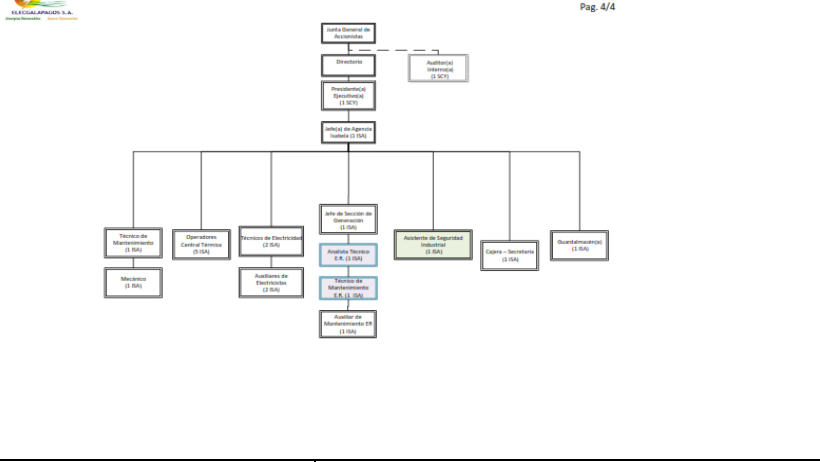 ELECGALAPAGOS S.A.
Energía Renovable
Pag. 4/4
Junta General de
Accionistas
Directorio
Auditor(a)
Interno(a)
(1 SCY)
Presidente(a)
Ejecutivo(a)
(1 SCY)
Jefe(a) de Agencia
Isabela (1 ISA)
Técnico de
Mantenimiento
(1 ISA)
Mecánico
(1 ISA)
Operadores
Central Térmica
(5 ISA)
Técnicos de Electricidad
(2 ISA)
Auxiliares de
Electricistas
(2 ISA)
Jefe de Sección de
Generación
(1 ISA)
Analista Técnico
E.R. (1 ISA)
Técnico de
Mantenimiento
E.R. (1 ISA)
Auxiliar de
Mantenimiento ER
(1 ISA)
Asistente de Seguridad
Industrial
(1 ISA)
Cajera – Secretaria
(1 ISA)
Guardalmacén(a)
(1 ISA)